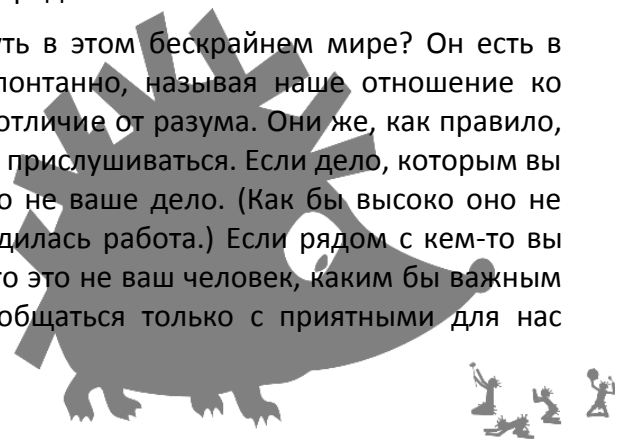 уть в этом бескрайнем мире? Он есть в
понтанно, называя наше отношение ко
отличие от разума. Они же, как правило,
прислушиваться. Если дело, которым вы
о не ваше дело. (Как бы высоко оно не
дилась работа.) Если рядом с кем-то вы
то это не ваш человек, каким бы важным
общаться только с приятными для нас